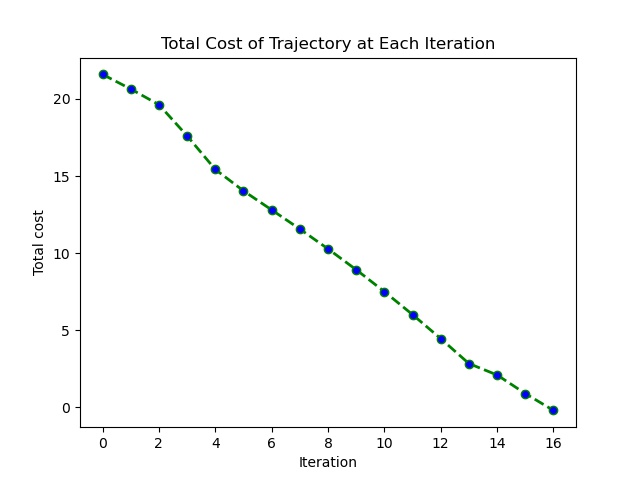 Total Cost of Trajectory at Each Iteration
20
15
10
5
0
Total cost
0 2 4 6 8 10 12 14 16
Iteration